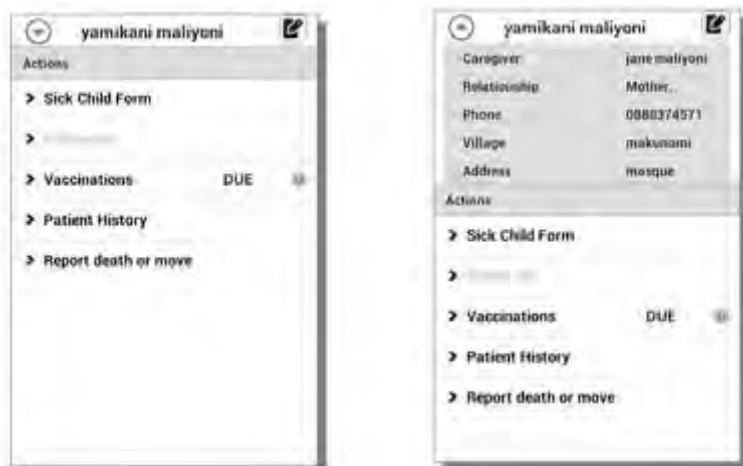 yamikani maliyoni
Actions
Sick Child Form
Vaccinations DUE
Patient History
Report death or move
yamikani maliyoni
Caregiver jane maliyoni
Relationship Mother..
Phone 0880374571
Village makunami
Address mosque
Actions
Sick Child Form
Vaccinations DUE
Patient History
Report death or move